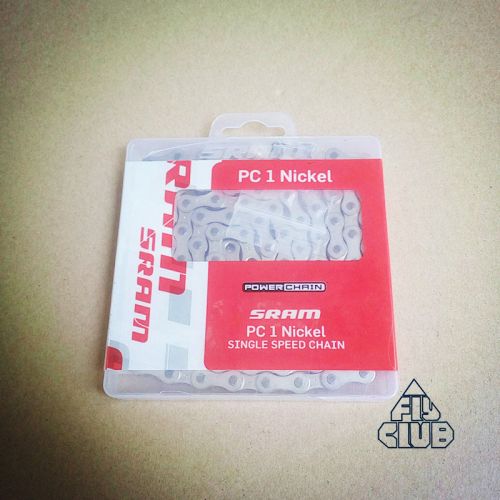 SRAM
PC 1 Nickel
SRAM
POWERCHAIN
SRAM
PC 1 Nickel
SINGLE SPEED CHAIN
Fly
CLUB